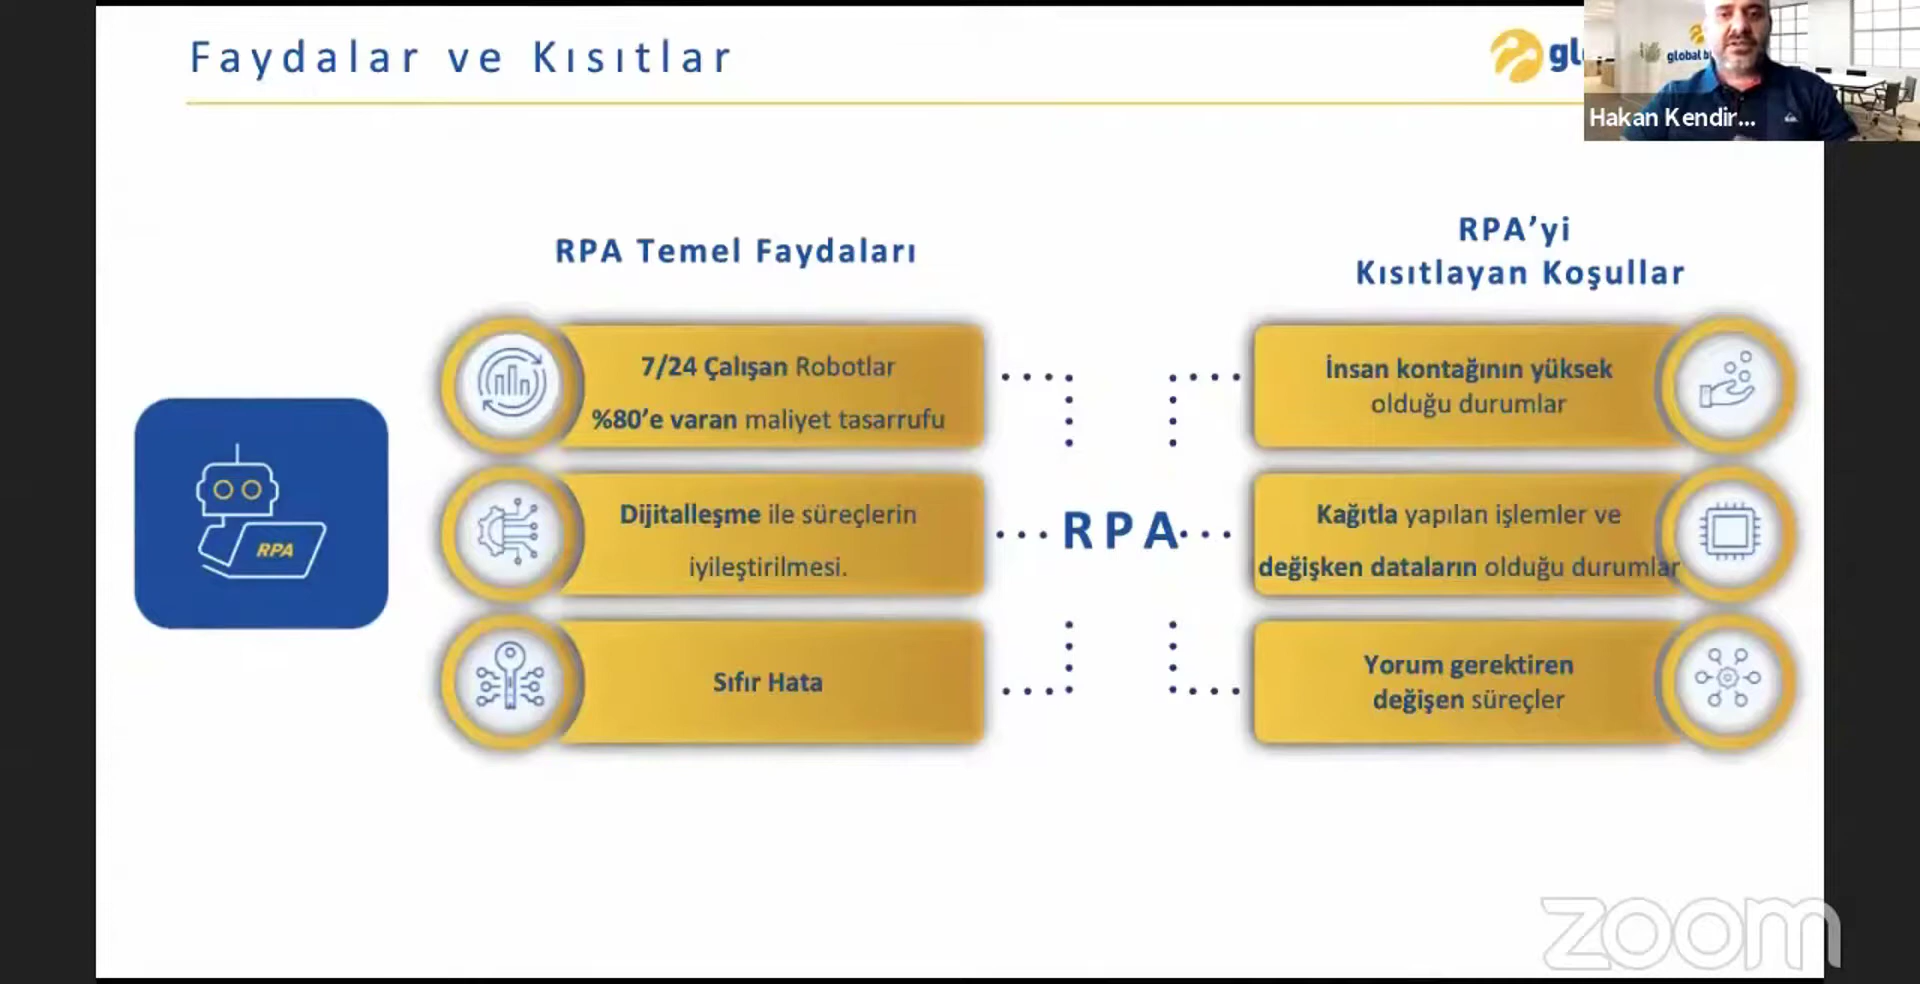 Faydalar ve Kısıtlar
Hakan Kendir...
RPA Temel Faydaları
7/24 Çalışan Robotlar
%80’e varan maliyet tasarrufu
Dijitalleşme ile süreçlerin
iyileştirilmesi.
Sıfır Hata
RPA
RPA
RPA’yi
Kısıtlayan Koşullar
İnsan kontağının yüksek
olduğu durumlar
Kağıtla yapılan işlemler ve
değişken dataların olduğu durumlar
Yorum gerektiren
değişen süreçler
zoom